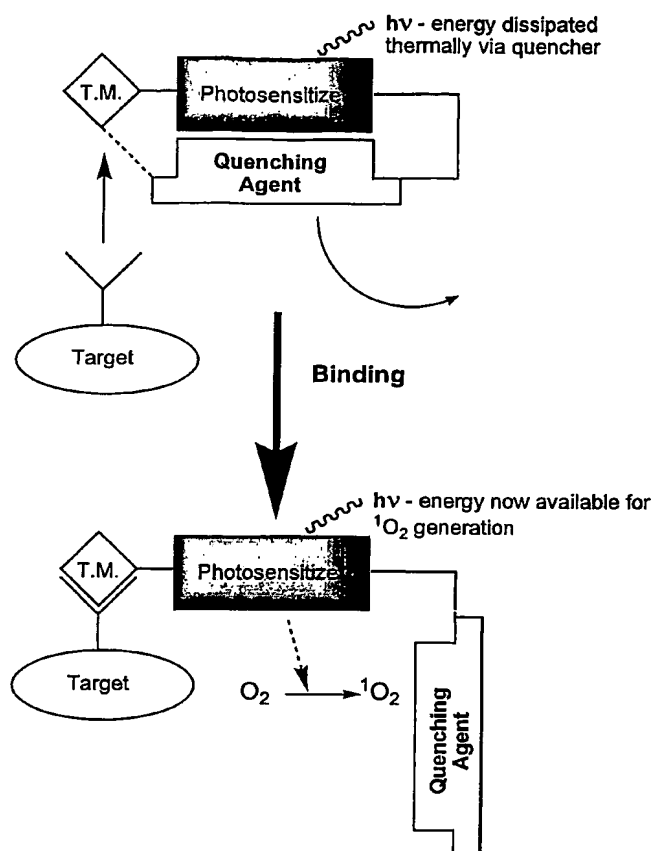 hν - energy dissipated
thermally via quencher
T.M.
Photosensitize
Quenching
Agent
Target
Binding
hν - energy now available for
¹O₂ generation
T.M.
Photosensitize
Target
O₂
¹O₂
Quenching
Agent